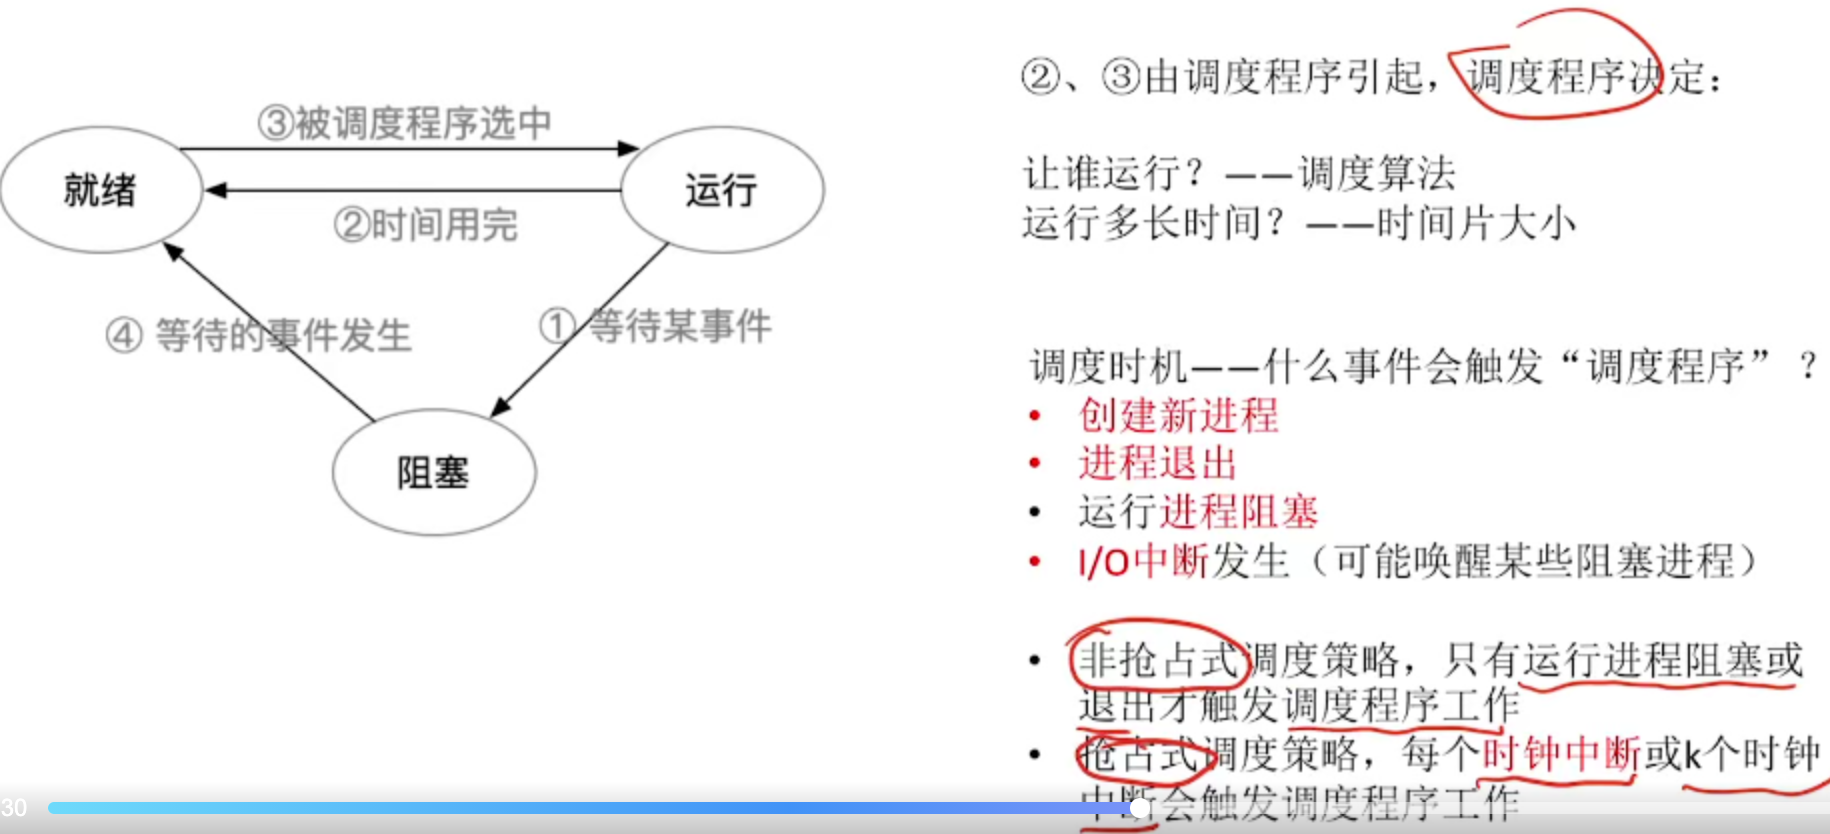 ③被调度程序选中
就绪
运行
②时间用完
④ 等待的事件发生
① 等待某事件
阻塞
②、③由调度程序引起，调度程序决定：
让谁运行？——调度算法
运行多长时间？——时间片大小
调度时机——什么事件会触发“调度程序”？
• 创建新进程
• 进程退出
• 运行进程阻塞
• I/O中断发生（可能唤醒某些阻塞进程）
• 非抢占式调度策略，只有运行进程阻塞或
退出才触发调度程序工作
• 抢占式调度策略，每个时钟中断或k个时钟
中断会触发调度程序工作
30